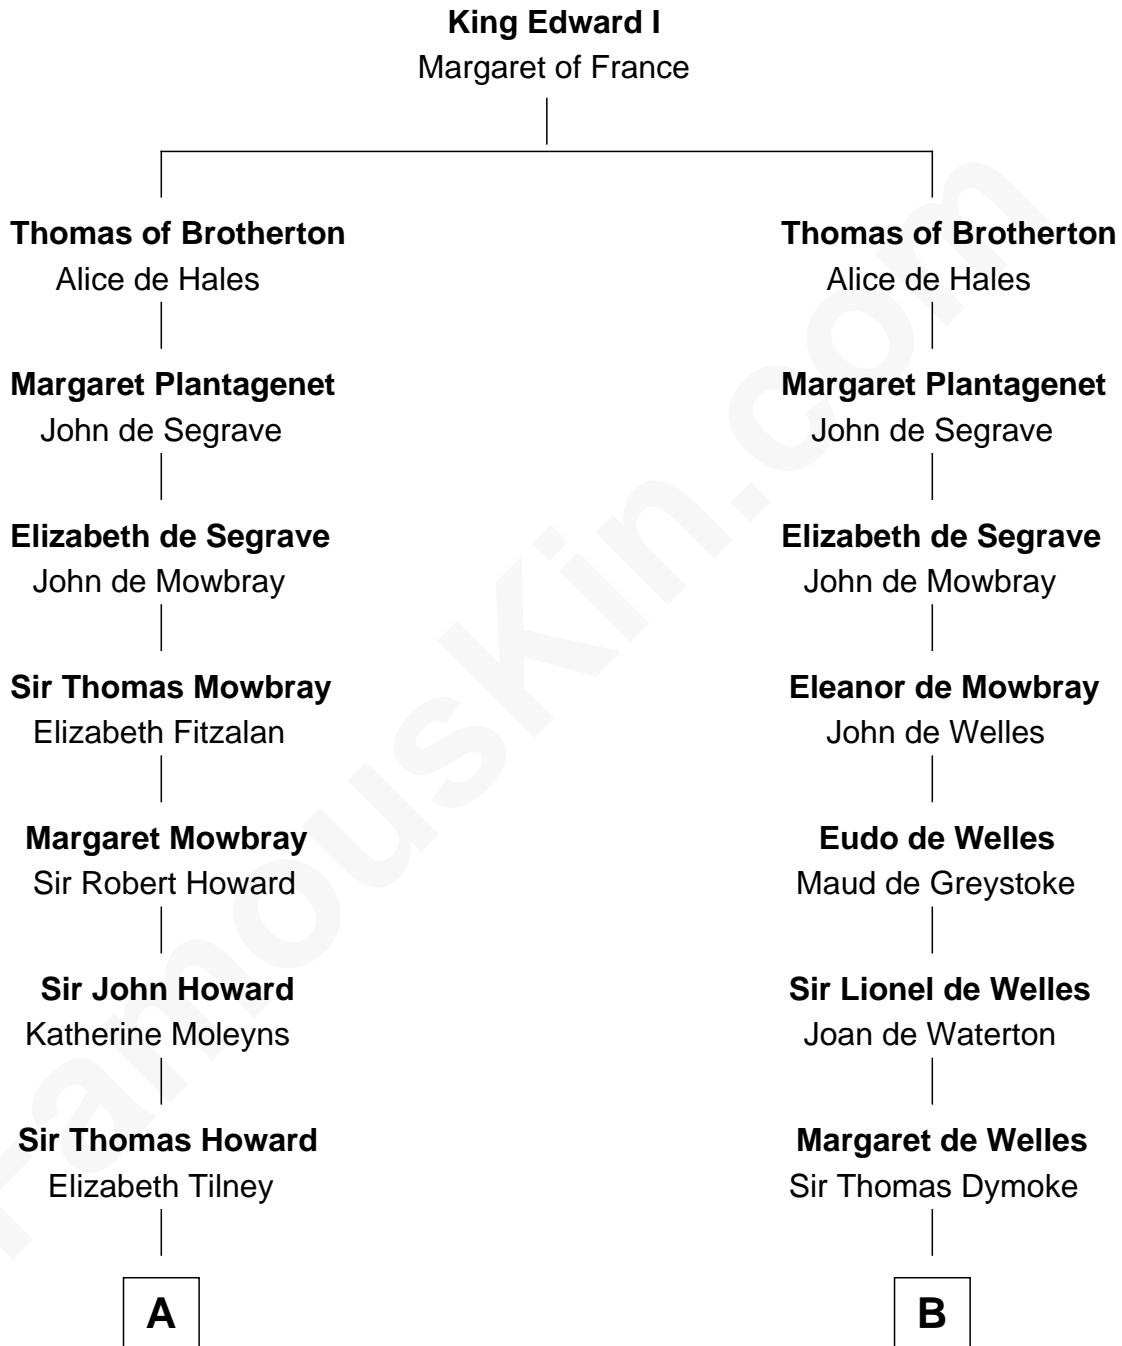 King Edward I
Margaret of France
Thomas of Brotherton
Alice de Hales
Thomas of Brotherton
Alice de Hales
Margaret Plantagenet
John de Segrave
Margaret Plantagenet
John de Segrave
Elizabeth de Segrave
John de Mowbray
Elizabeth de Segrave
John de Mowbray
Sir Thomas Mowbray
Elizabeth Fitzalan
Eleanor de Mowbray
John de Welles
Margaret Mowbray
Sir Robert Howard
Eudo de Welles
Maud de Greystoke
Sir John Howard
Katherine Moleyns
Sir Lionel de Welles
Joan de Waterton
Sir Thomas Howard
Elizabeth Tilney
Margaret de Welles
Sir Thomas Dymoke
A
B
FamousKin.com